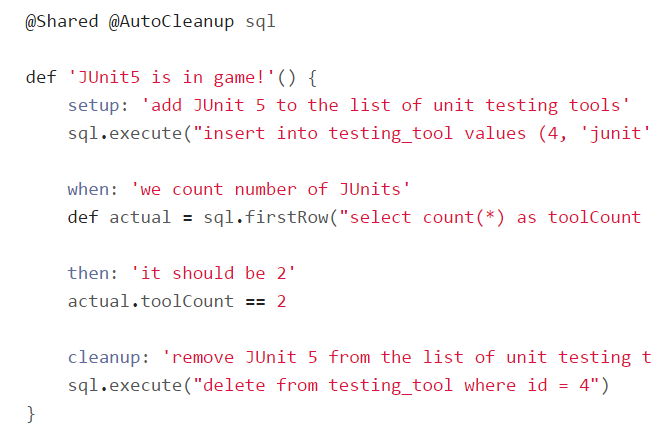 @Shared @AutoCleanup sql
def 'JUnit5 is in game!'() {
setup: 'add JUnit 5 to the list of unit testing tools'
sql.execute("insert into testing_tool values (4, 'junit'
when: 'we count number of JUnits'
def actual = sql.firstRow("select count(*) as toolCount
then: 'it should be 2'
actual.toolCount == 2
cleanup: 'remove JUnit 5 from the list of unit testing t
sql.execute("delete from testing_tool where id = 4")
}